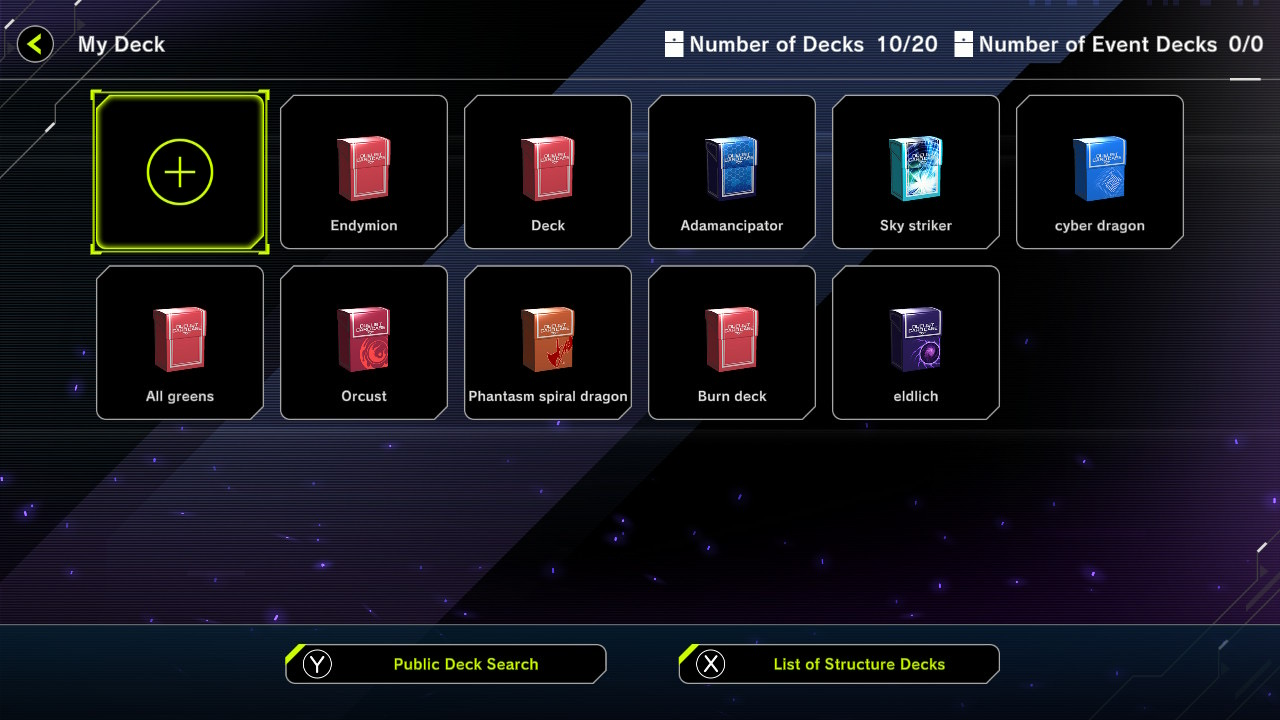 My Deck
Number of Decks 10/20
Number of Event Decks 0/0
Endymion
Deck
Adamancipator
Sky striker
cyber dragon
All greens
Orcust
Phantasm spiral dragon
Burn deck
eldlich
Y Public Deck Search
X List of Structure Decks